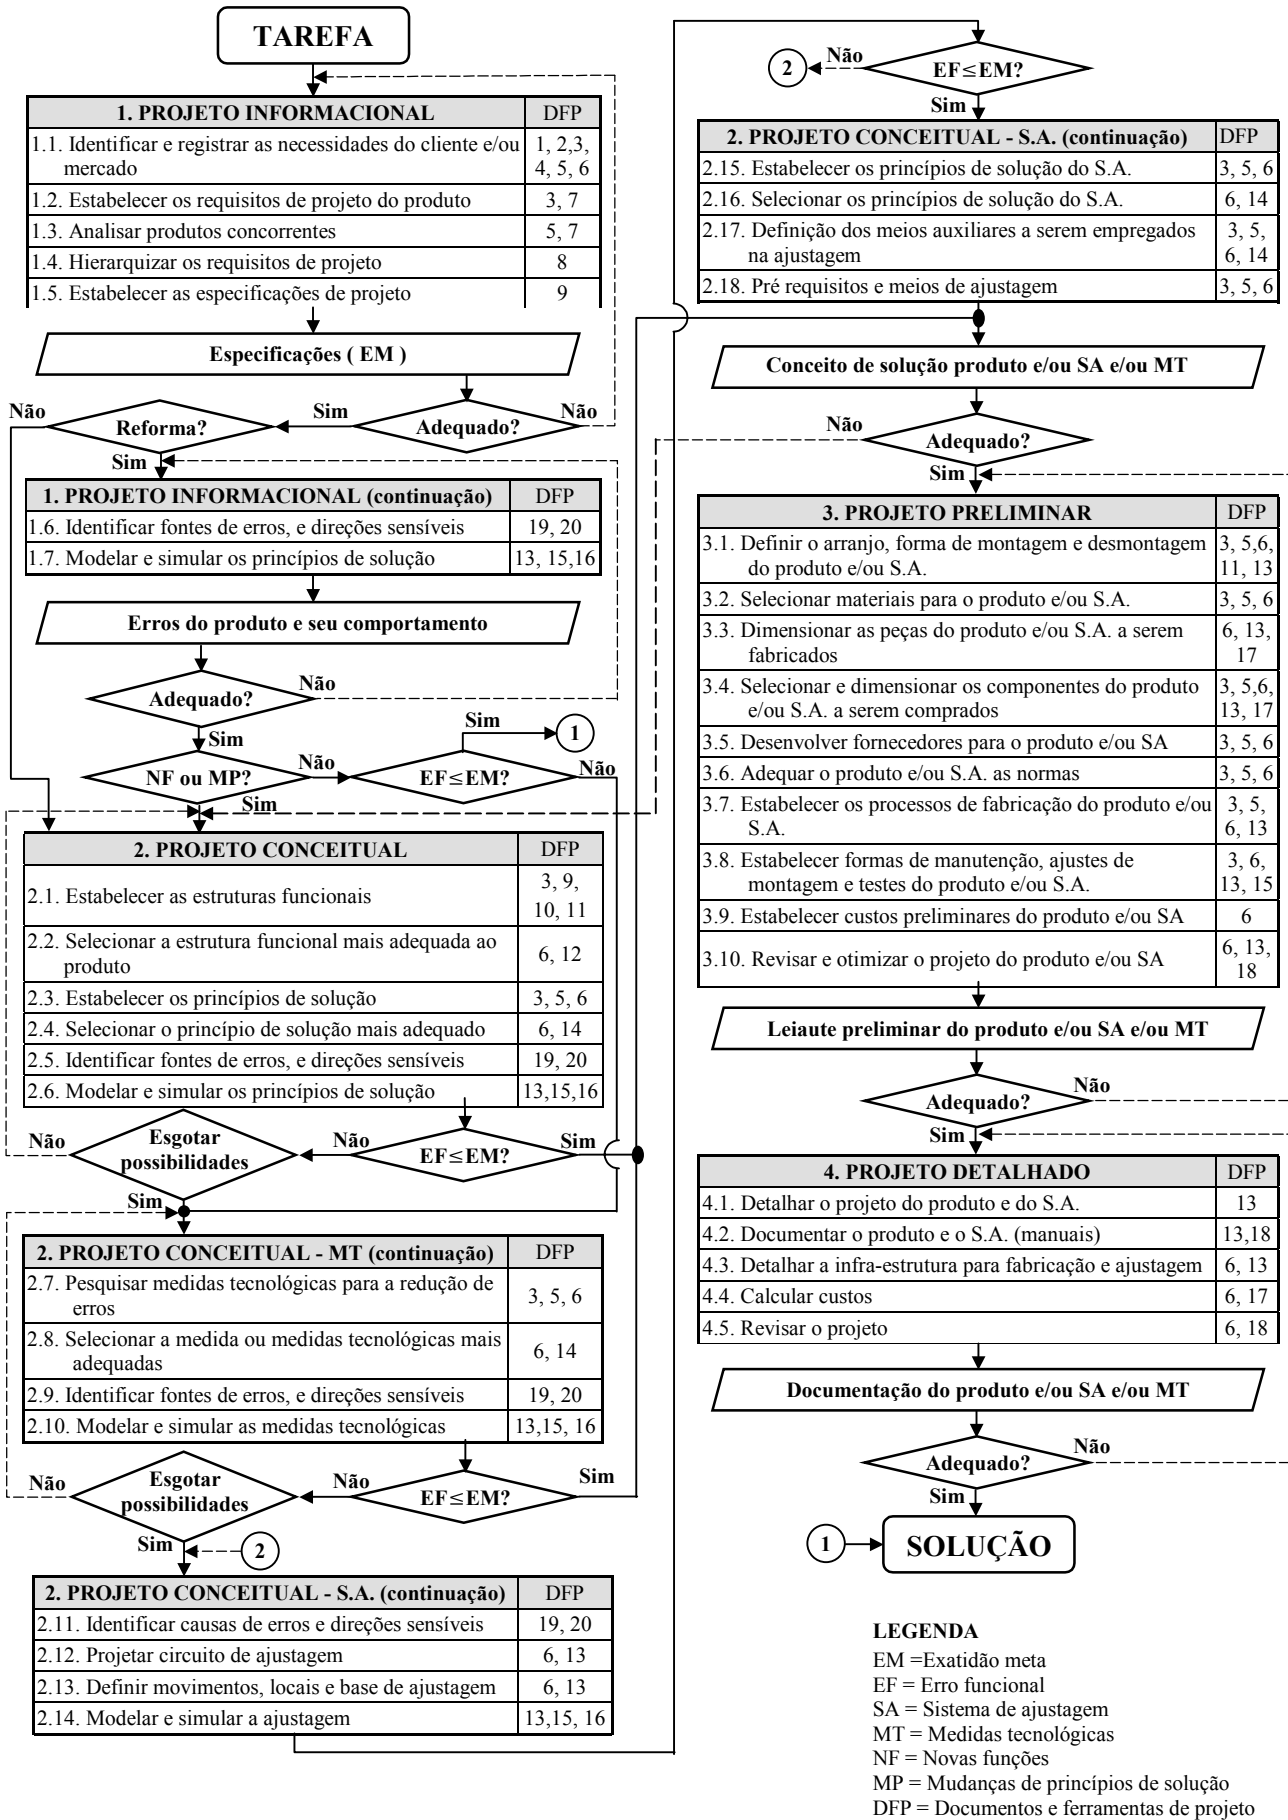 TAREFA
1. PROJETO INFORMACIONAL DFP
1.1. Identificar e registrar as necessidades do cliente e/ou 1, 2,3,
mercado 4, 5, 6
1.2. Estabelecer os requisitos de projeto do produto 3, 7
1.3. Analisar produtos concorrentes 5, 7
1.4. Hierarquizar os requisitos de projeto 8
1.5. Estabelecer as especificações de projeto 9
Especificações ( EM )
Não
Reforma?
Sim
Adequado?
Não
Sim
1. PROJETO INFORMACIONAL (continuação) DFP
1.6. Identificar fontes de erros, e direções sensíveis 19, 20
1.7. Modelar e simular os princípios de solução 13, 15,16
Erros do produto e seu comportamento
Adequado?
Não
Sim
Sim
1
NF ou MP?
Não
EF≤EM?
Não
Sim
2. PROJETO CONCEITUAL DFP
2.1. Estabelecer as estruturas funcionais 3, 9,
10, 11
2.2. Selecionar a estrutura funcional mais adequada ao
produto 6, 12
2.3. Estabelecer os princípios de solução 3, 5, 6
2.4. Selecionar o princípio de solução mais adequado 6, 14
2.5. Identificar fontes de erros, e direções sensíveis 19, 20
2.6. Modelar e simular os princípios de solução 13,15,16
Não
Esgotar
possibilidades
Não
EF≤EM?
Sim
Sim
2. PROJETO CONCEITUAL - MT (continuação) DFP
2.7. Pesquisar medidas tecnológicas para a redução de
erros 3, 5, 6
2.8. Selecionar a medida ou medidas tecnológicas mais
adequadas 6, 14
2.9. Identificar fontes de erros, e direções sensíveis 19, 20
2.10. Modelar e simular as medidas tecnológicas 13,15, 16
Não
Esgotar
possibilidades
Não
EF≤EM?
Sim
Sim
2
2. PROJETO CONCEITUAL - S.A. (continuação) DFP
2.11. Identificar causas de erros e direções sensíveis 19, 20
2.12. Projetar circuito de ajustagem 6, 13
2.13. Definir movimentos, locais e base de ajustagem 6, 13
2.14. Modelar e simular a ajustagem 13,15, 16
2
Não
EF≤EM?
Sim
2. PROJETO CONCEITUAL - S.A. (continuação) DFP
2.15. Estabelecer os princípios de solução do S.A. 3, 5, 6
2.16. Selecionar os princípios de solução do S.A. 6, 14
2.17. Definição dos meios auxiliares a serem empregados 3, 5,
na ajustagem 6, 14
2.18. Pré requisitos e meios de ajustagem 3, 5, 6
Conceito de solução produto e/ou SA e/ou MT
Não
Adequado?
Sim
3. PROJETO PRELIMINAR DFP
3.1. Definir o arranjo, forma de montagem e desmontagem 3, 5,6,
do produto e/ou S.A. 11, 13
3.2. Selecionar materiais para o produto e/ou S.A. 3, 5, 6
3.3. Dimensionar as peças do produto e/ou S.A. a serem 6, 13,
fabricados 17
3.4. Selecionar e dimensionar os componentes do produto 3, 5,6,
e/ou S.A. a serem comprados 13, 17
3.5. Desenvolver fornecedores para o produto e/ou SA 3, 5, 6
3.6. Adequar o produto e/ou S.A. as normas 3, 5, 6
3.7. Estabelecer os processos de fabricação do produto e/ou 3, 5,
S.A. 6, 13
3.8. Estabelecer formas de manutenção, ajustes de 3, 6,
montagem e testes do produto e/ou S.A. 13, 15
3.9. Estabelecer custos preliminares do produto e/ou SA 6
3.10. Revisar e otimizar o projeto do produto e/ou SA 6, 13,
18
Leiaute preliminar do produto e/ou SA e/ou MT
Adequado?
Não
Sim
4. PROJETO DETALHADO DFP
4.1. Detalhar o projeto do produto e do S.A. 13
4.2. Documentar o produto e o S.A. (manuais) 13,18
4.3. Detalhar a infra-estrutura para fabricação e ajustagem 6, 13
4.4. Calcular custos 6, 17
4.5. Revisar o projeto 6, 18
Documentação do produto e/ou SA e/ou MT
Adequado?
Não
Sim
1
SOLUÇÃO
LEGENDA
EM =Exatidão meta
EF = Erro funcional
SA = Sistema de ajustagem
MT = Medidas tecnológicas
NF = Novas funções
MP = Mudanças de princípios de solução
DFP = Documentos e ferramentas de projeto